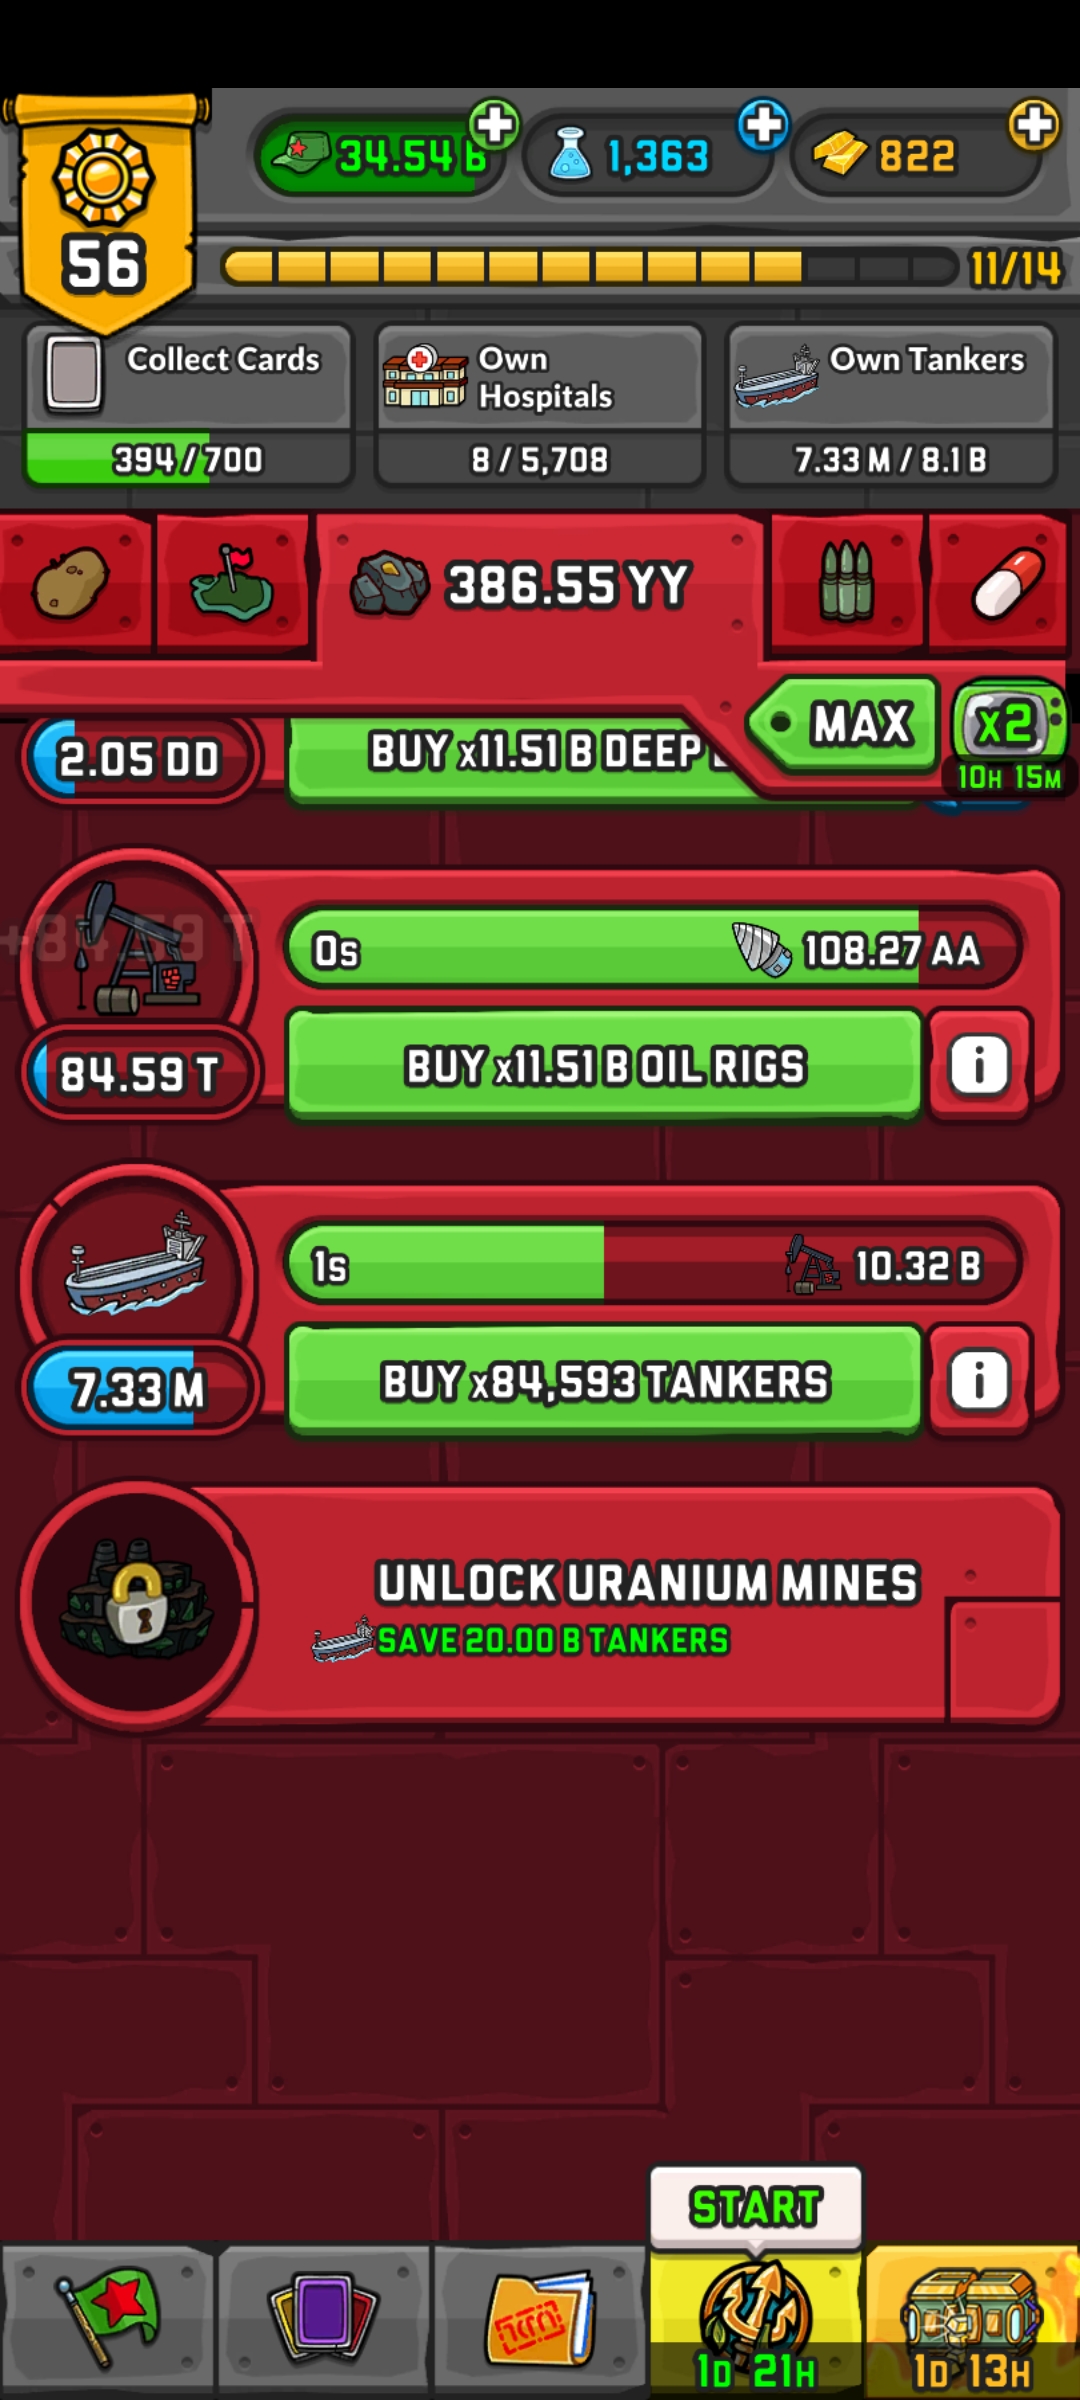 34.54 B
1,363
822
56
11/14
Collect Cards
394 / 700
Own
Hospitals
8 / 5,708
Own Tankers
7.33 M / 8.1 B
386.55 YY
MAX
x2
10H 15M
2.05 DD
BUY x11.51 B DEEP
+84.59 T
0s
108.27 AA
84.59 T
BUY x11.51 B OIL RIGS
i
1s
10.32 B
7.33 M
BUY x84,593 TANKERS
i
UNLOCK URANIUM MINES
SAVE 20.00 B TANKERS
START
1D 21H
1D 13H